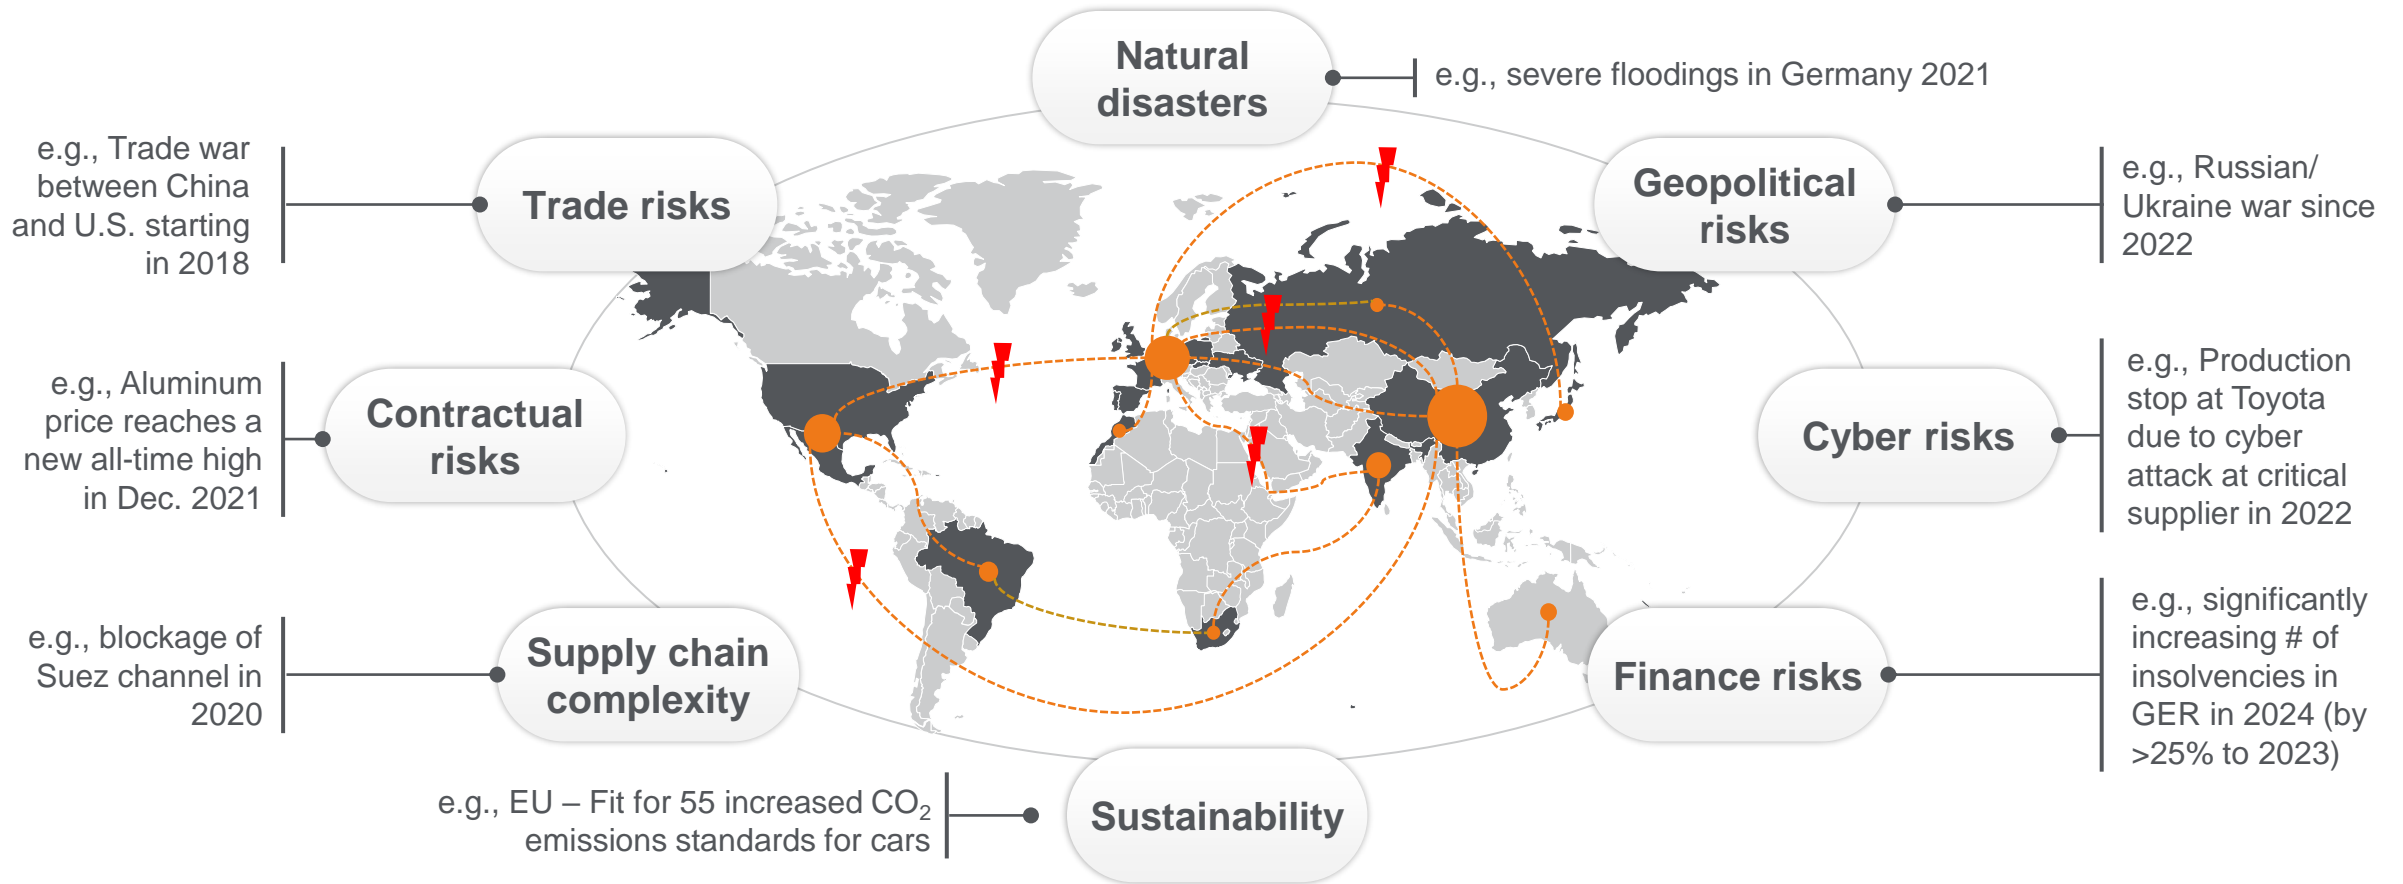 Natural
disasters
e.g., severe floodings in Germany 2021
e.g., Trade war
between China
and U.S. starting
in 2018
Trade risks
Geopolitical
risks
e.g., Russian/
Ukraine war since
2022
e.g., Aluminum
price reaches a
new all-time high
in Dec. 2021
Contractual
risks
Cyber risks
e.g., Production
stop at Toyota
due to cyber
attack at critical
supplier in 2022
e.g., blockage of
Suez channel in
2020
Supply chain
complexity
Finance risks
e.g., significantly
increasing # of
insolvencies in
GER in 2024 (by
>25% to 2023)
e.g., EU – Fit for 55 increased CO₂
emissions standards for cars
Sustainability